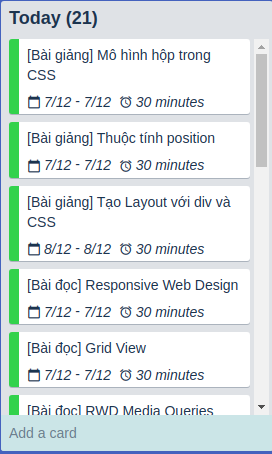 Today (21)
[Bài giảng] Mô hình hộp trong
CSS
7/12 - 7/12 30 minutes
[Bài giảng] Thuộc tính position
7/12 - 7/12 30 minutes
[Bài giảng] Tạo Layout với div và
CSS
8/12 - 8/12 30 minutes
[Bài đọc] Responsive Web Design
7/12 - 7/12 30 minutes
[Bài đọc] Grid View
7/12 - 7/12 30 minutes
[Bài đọc] RWD Media Queries
Add a card